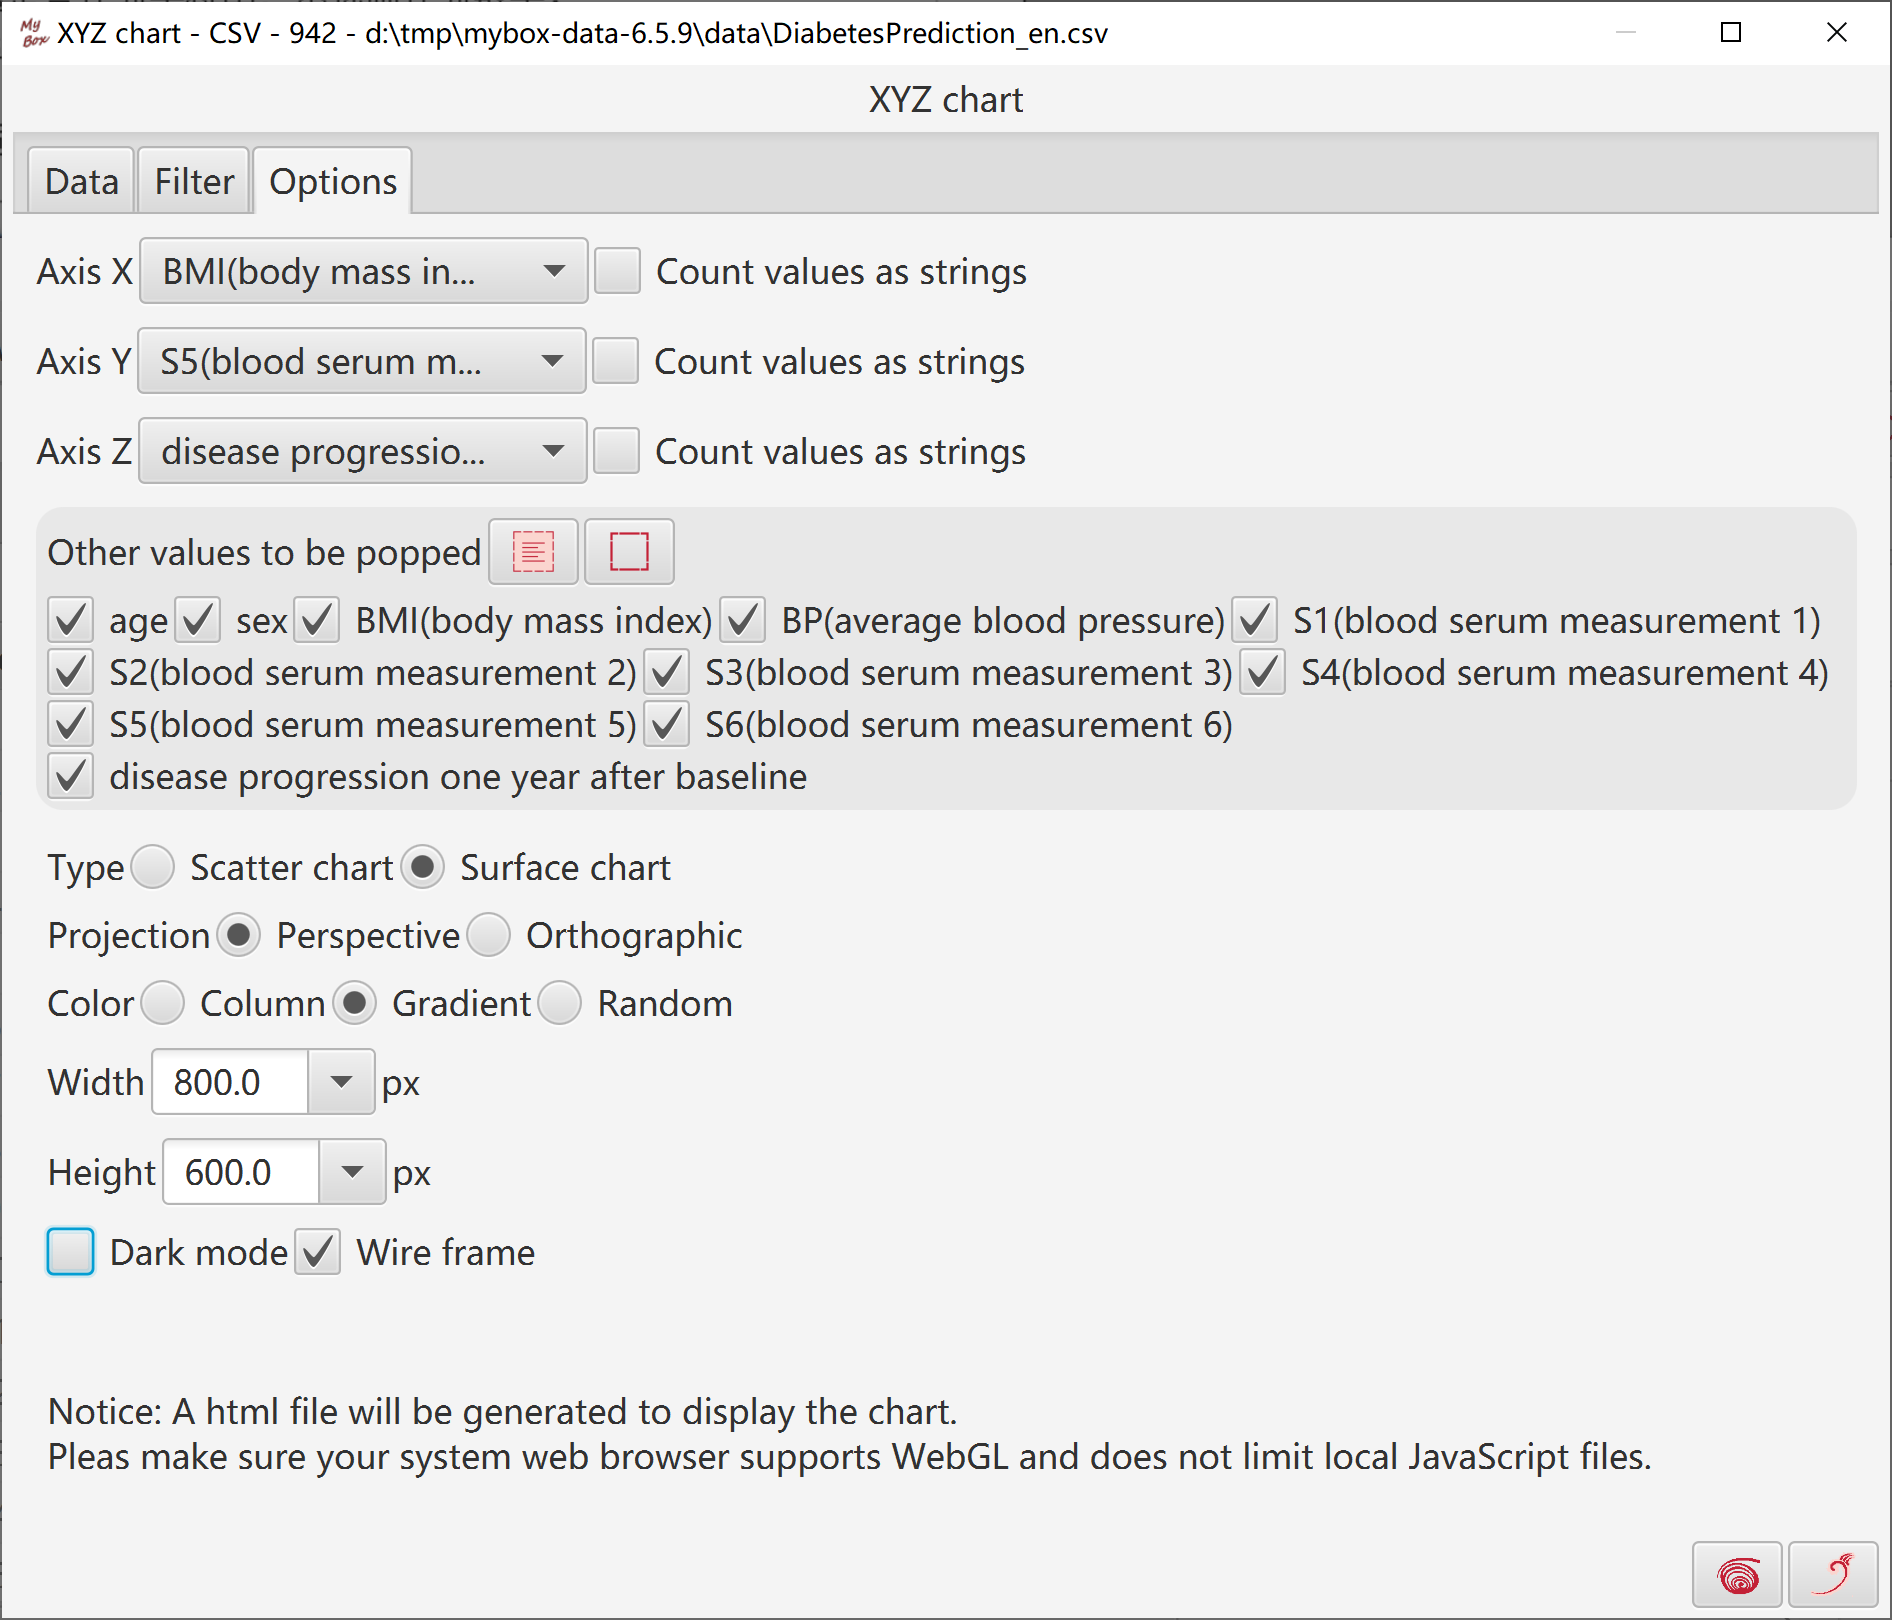 My Box XYZ chart - CSV - 942 - d:\tmp\mybox-data-6.5.9\data\DiabetesPrediction_en.csv
XYZ chart
Data Filter Options
Axis X BMI(body mass in... Count values as strings
Axis Y S5(blood serum m... Count values as strings
Axis Z disease progressio... Count values as strings
Other values to be popped
age sex BMI(body mass index) BP(average blood pressure) S1(blood serum measurement 1)
S2(blood serum measurement 2) S3(blood serum measurement 3) S4(blood serum measurement 4)
S5(blood serum measurement 5) S6(blood serum measurement 6)
disease progression one year after baseline
Type Scatter chart Surface chart
Projection Perspective Orthographic
Color Column Gradient Random
Width 800.0 px
Height 600.0 px
Dark mode Wire frame
Notice: A html file will be generated to display the chart.
Pleas make sure your system web browser supports WebGL and does not limit local JavaScript files.